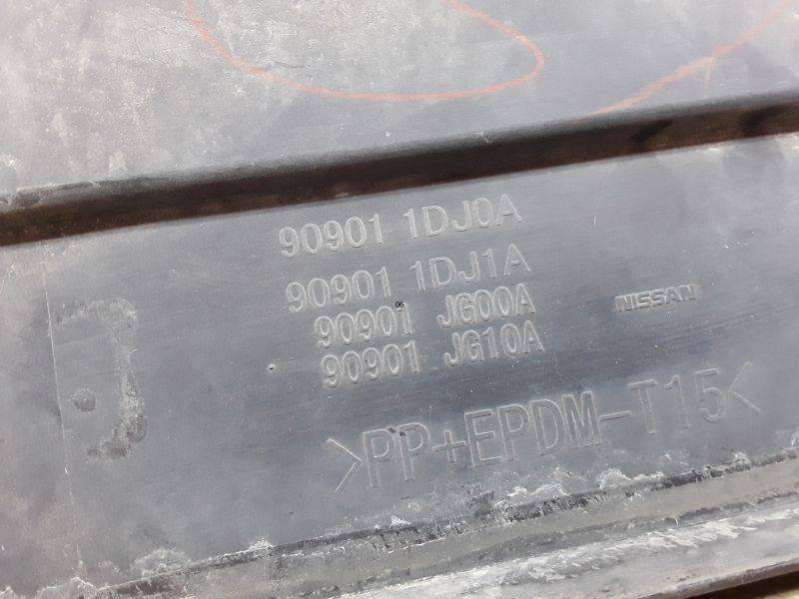 90901 1DJ0A
90901 1DJ1A
90901 JG00A
90901 JG10A
NISSAN
>PP+EPDM-T15<